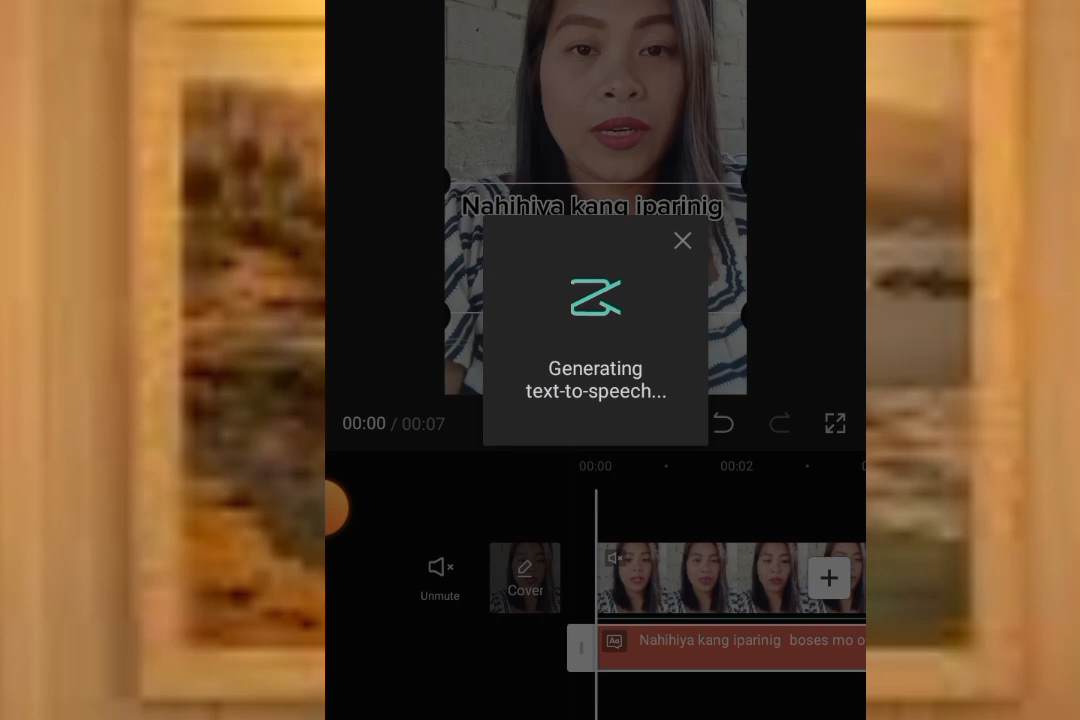 Nahihiya kang iparinig
Generating
text-to-speech...
00:00 / 00:07
00:00
00:02
Unmute
Cover
Nahihiya kang iparinig boses mo o